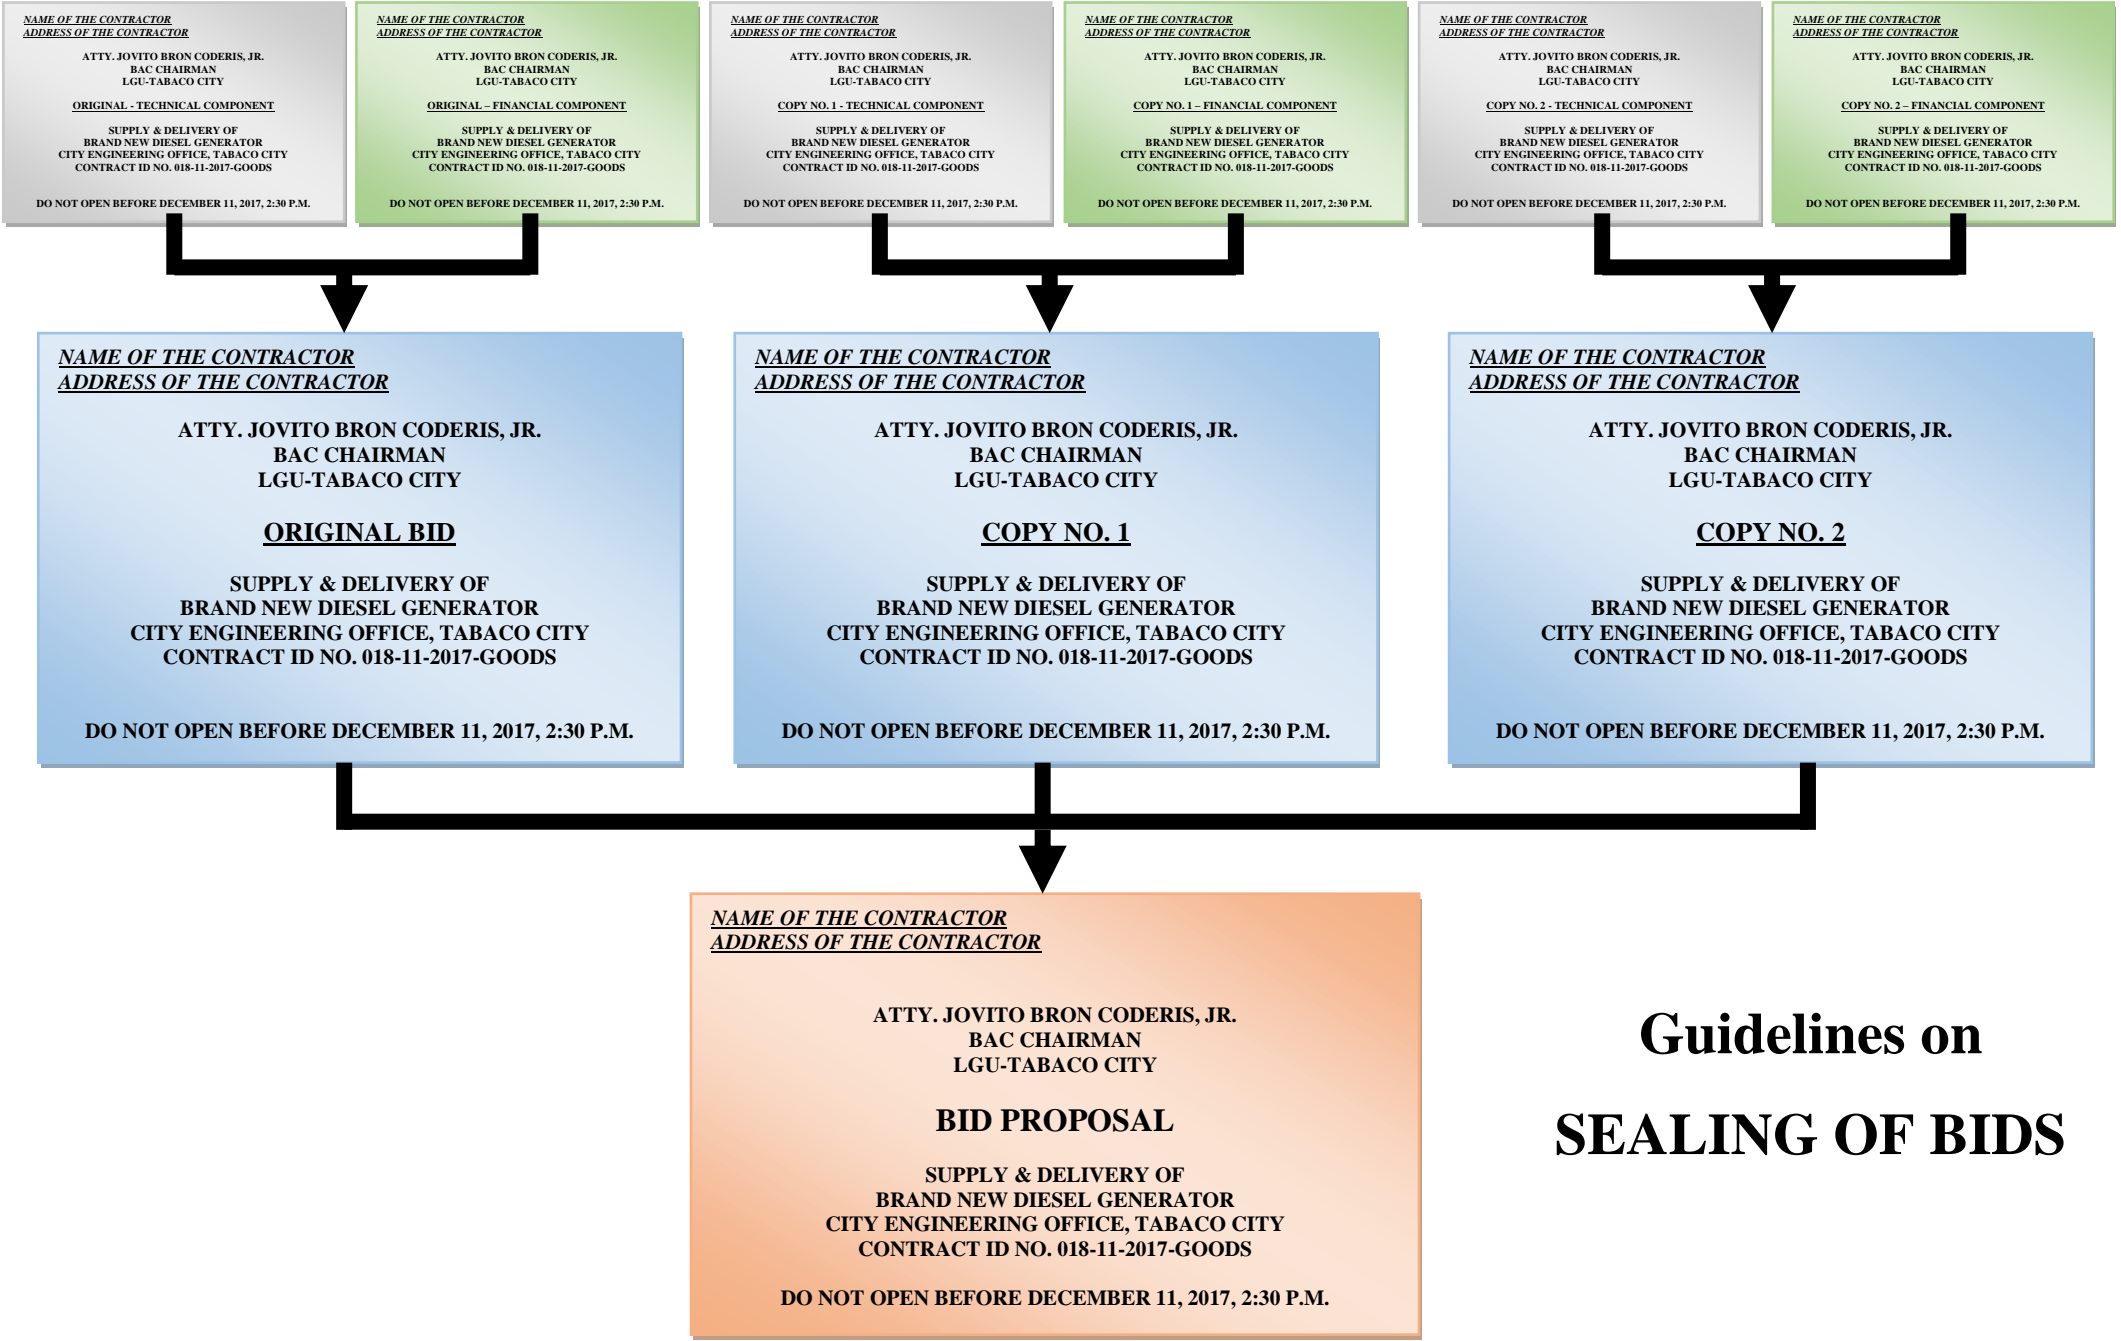 NAME OF THE CONTRACTOR
ADDRESS OF THE CONTRACTOR
ATTY. JOVITO BRON CODERIS, JR.
BAC CHAIRMAN
LGU-TABACO CITY
ORIGINAL - TECHNICAL COMPONENT
SUPPLY & DELIVERY OF
BRAND NEW DIESEL GENERATOR
CITY ENGINEERING OFFICE, TABACO CITY
CONTRACT ID NO. 018-11-2017-GOODS
DO NOT OPEN BEFORE DECEMBER 11, 2017, 2:30 P.M.
NAME OF THE CONTRACTOR
ADDRESS OF THE CONTRACTOR
ATTY. JOVITO BRON CODERIS, JR.
BAC CHAIRMAN
LGU-TABACO CITY
ORIGINAL – FINANCIAL COMPONENT
SUPPLY & DELIVERY OF
BRAND NEW DIESEL GENERATOR
CITY ENGINEERING OFFICE, TABACO CITY
CONTRACT ID NO. 018-11-2017-GOODS
DO NOT OPEN BEFORE DECEMBER 11, 2017, 2:30 P.M.
NAME OF THE CONTRACTOR
ADDRESS OF THE CONTRACTOR
ATTY. JOVITO BRON CODERIS, JR.
BAC CHAIRMAN
LGU-TABACO CITY
COPY NO. 1 - TECHNICAL COMPONENT
SUPPLY & DELIVERY OF
BRAND NEW DIESEL GENERATOR
CITY ENGINEERING OFFICE, TABACO CITY
CONTRACT ID NO. 018-11-2017-GOODS
DO NOT OPEN BEFORE DECEMBER 11, 2017, 2:30 P.M.
NAME OF THE CONTRACTOR
ADDRESS OF THE CONTRACTOR
ATTY. JOVITO BRON CODERIS, JR.
BAC CHAIRMAN
LGU-TABACO CITY
COPY NO. 1 – FINANCIAL COMPONENT
SUPPLY & DELIVERY OF
BRAND NEW DIESEL GENERATOR
CITY ENGINEERING OFFICE, TABACO CITY
CONTRACT ID NO. 018-11-2017-GOODS
DO NOT OPEN BEFORE DECEMBER 11, 2017, 2:30 P.M.
NAME OF THE CONTRACTOR
ADDRESS OF THE CONTRACTOR
ATTY. JOVITO BRON CODERIS, JR.
BAC CHAIRMAN
LGU-TABACO CITY
COPY NO. 2 - TECHNICAL COMPONENT
SUPPLY & DELIVERY OF
BRAND NEW DIESEL GENERATOR
CITY ENGINEERING OFFICE, TABACO CITY
CONTRACT ID NO. 018-11-2017-GOODS
DO NOT OPEN BEFORE DECEMBER 11, 2017, 2:30 P.M.
NAME OF THE CONTRACTOR
ADDRESS OF THE CONTRACTOR
ATTY. JOVITO BRON CODERIS, JR.
BAC CHAIRMAN
LGU-TABACO CITY
COPY NO. 2 – FINANCIAL COMPONENT
SUPPLY & DELIVERY OF
BRAND NEW DIESEL GENERATOR
CITY ENGINEERING OFFICE, TABACO CITY
CONTRACT ID NO. 018-11-2017-GOODS
DO NOT OPEN BEFORE DECEMBER 11, 2017, 2:30 P.M.
NAME OF THE CONTRACTOR
ADDRESS OF THE CONTRACTOR
ATTY. JOVITO BRON CODERIS, JR.
BAC CHAIRMAN
LGU-TABACO CITY
ORIGINAL BID
SUPPLY & DELIVERY OF
BRAND NEW DIESEL GENERATOR
CITY ENGINEERING OFFICE, TABACO CITY
CONTRACT ID NO. 018-11-2017-GOODS
DO NOT OPEN BEFORE DECEMBER 11, 2017, 2:30 P.M.
NAME OF THE CONTRACTOR
ADDRESS OF THE CONTRACTOR
ATTY. JOVITO BRON CODERIS, JR.
BAC CHAIRMAN
LGU-TABACO CITY
COPY NO. 1
SUPPLY & DELIVERY OF
BRAND NEW DIESEL GENERATOR
CITY ENGINEERING OFFICE, TABACO CITY
CONTRACT ID NO. 018-11-2017-GOODS
DO NOT OPEN BEFORE DECEMBER 11, 2017, 2:30 P.M.
NAME OF THE CONTRACTOR
ADDRESS OF THE CONTRACTOR
ATTY. JOVITO BRON CODERIS, JR.
BAC CHAIRMAN
LGU-TABACO CITY
COPY NO. 2
SUPPLY & DELIVERY OF
BRAND NEW DIESEL GENERATOR
CITY ENGINEERING OFFICE, TABACO CITY
CONTRACT ID NO. 018-11-2017-GOODS
DO NOT OPEN BEFORE DECEMBER 11, 2017, 2:30 P.M.
NAME OF THE CONTRACTOR
ADDRESS OF THE CONTRACTOR
ATTY. JOVITO BRON CODERIS, JR.
BAC CHAIRMAN
LGU-TABACO CITY
BID PROPOSAL
SUPPLY & DELIVERY OF
BRAND NEW DIESEL GENERATOR
CITY ENGINEERING OFFICE, TABACO CITY
CONTRACT ID NO. 018-11-2017-GOODS
DO NOT OPEN BEFORE DECEMBER 11, 2017, 2:30 P.M.
Guidelines on
SEALING OF BIDS